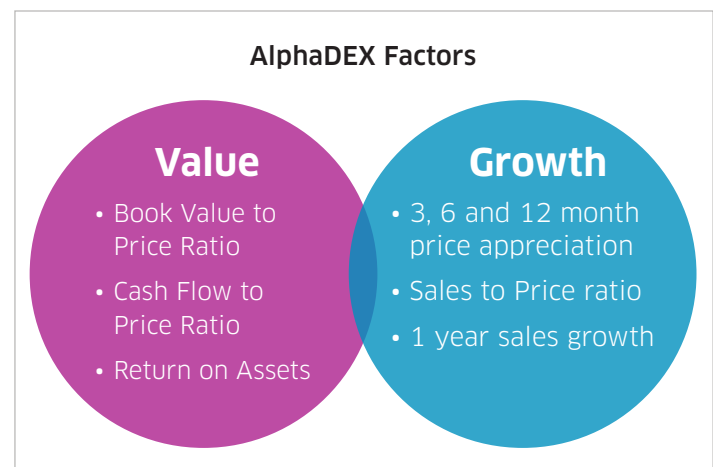 AlphaDEX Factors
Value
• Book Value to
Price Ratio
• Cash Flow to
Price Ratio
• Return on Assets
Growth
• 3, 6 and 12 month
price appreciation
• Sales to Price ratio
• 1 year sales growth